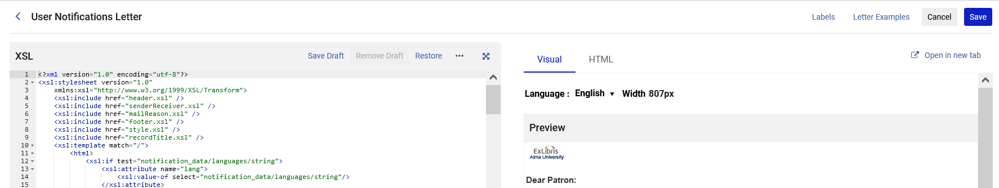 User Notifications Letter
Labels
Letter Examples
Cancel
Save
XSL
Save Draft
Remove Draft
Restore
1 <?xml version="1.0" encoding="utf-8"?>
2 <xsl:stylesheet version="1.0"
3 xmlns:xsl="http://www.w3.org/1999/XSL/Transform">
4 <xsl:include href="header.xsl" />
5 <xsl:include href="senderReceiver.xsl" />
6 <xsl:include href="mailReason.xsl" />
7 <xsl:include href="footer.xsl" />
8 <xsl:include href="style.xsl" />
9 <xsl:include href="recordTitle.xsl" />
10 <xsl:template match="/">
11 <html>
12 <xsl:if test="notification_data/languages/string">
13 <xsl:attribute name="lang">
14 <xsl:value-of select="notification_data/languages/string"/>
15 </xsl:attribute>
Visual
HTML
Open in new tab
Language : English
Width :807px
Preview
ExLibris
Alma University
Dear Patron: